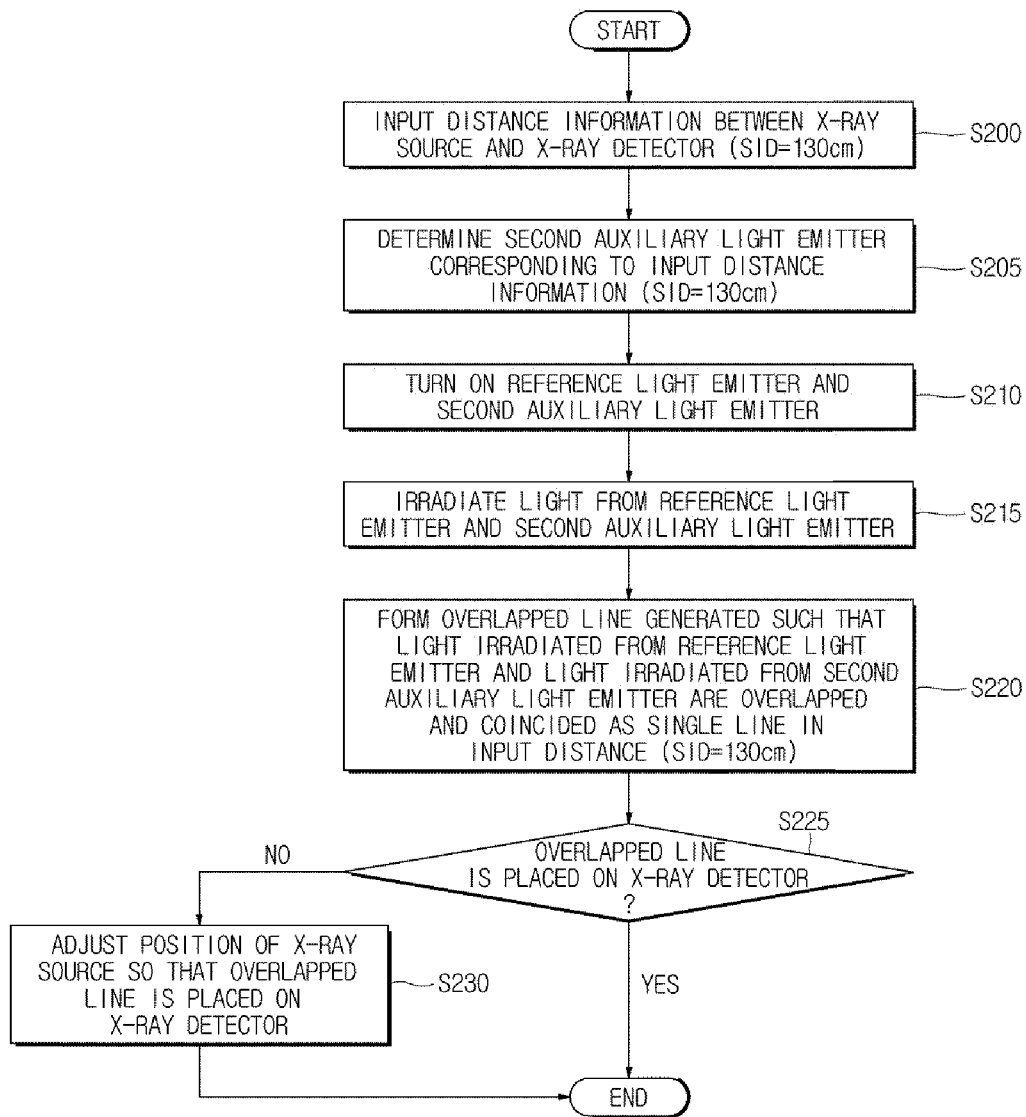 START
INPUT DISTANCE INFORMATION BETWEEN X-RAY
SOURCE AND X-RAY DETECTOR (SID=130cm)
S200
DETERMINE SECOND AUXILIARY LIGHT EMITTER
CORRESPONDING TO INPUT DISTANCE
INFORMATION (SID=130cm)
S205
TURN ON REFERENCE LIGHT EMITTER AND
SECOND AUXILIARY LIGHT EMITTER
S210
IRRADIATE LIGHT FROM REFERENCE LIGHT
EMITTER AND SECOND AUXILIARY LIGHT EMITTER
S215
FORM OVERLAPPED LINE GENERATED SUCH THAT
LIGHT IRRADIATED FROM REFERENCE LIGHT
EMITTER AND LIGHT IRRADIATED FROM SECOND
AUXILIARY LIGHT EMITTER ARE OVERLAPPED
AND COINCIDED AS SINGLE LINE IN
INPUT DISTANCE (SID=130cm)
S220
S225
OVERLAPPED LINE
IS PLACED ON X-RAY DETECTOR
?
NO
ADJUST POSITION OF X-RAY
SOURCE SO THAT OVERLAPPED
LINE IS PLACED ON
X-RAY DETECTOR
S230
YES
END